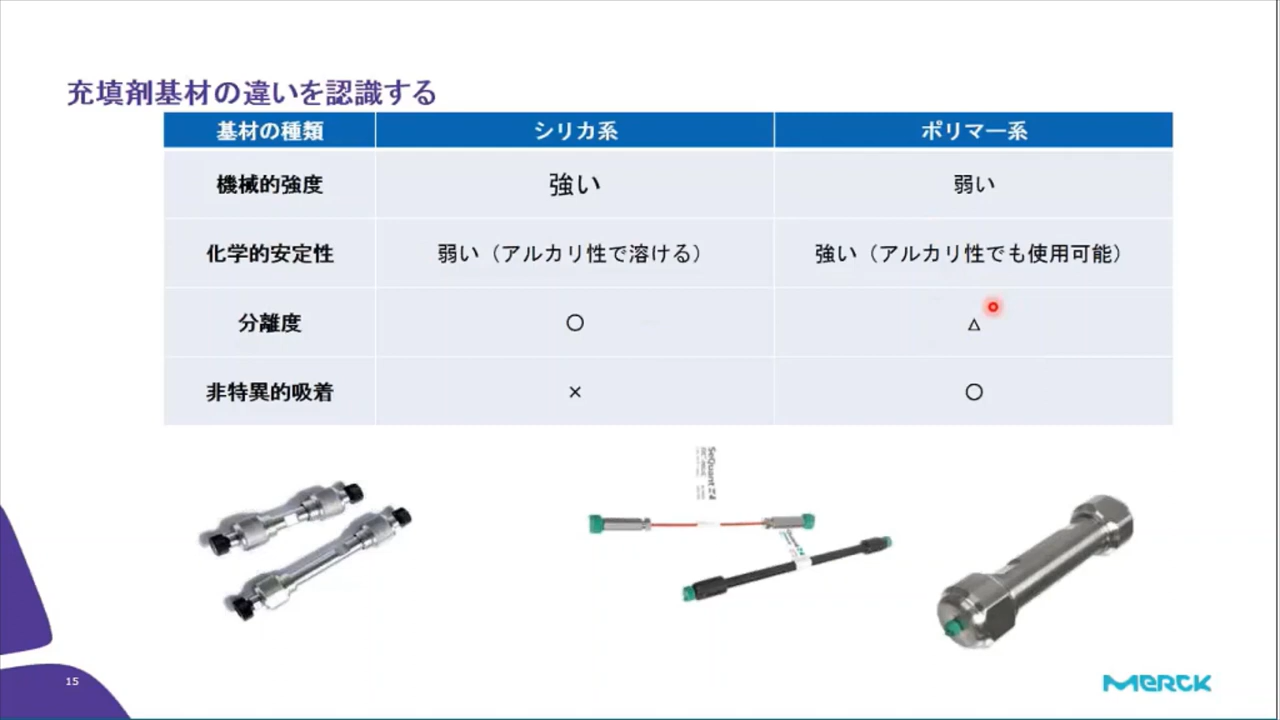 充填剤基材の違いを認識する
基材の種類 シリカ系 ポリマー系
機械的強度 強い 弱い
化学的安定性 弱い（アルカリ性で溶ける） 強い（アルカリ性でも使用可能）
分離度 ○ △
非特異的吸着 × ○
SeQuant
15
MERCK